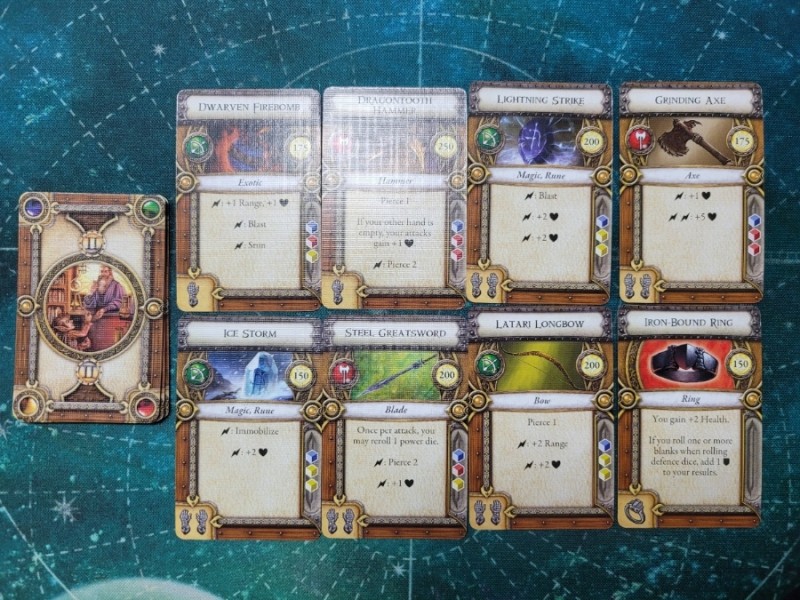 II
II
DWARVEN FIREBOMB
175
Exotic
: +1 Range, +1
: Blast
: Stun
DRAGONTOOTH
HAMMER
250
Hammer
Pierce 1
If your other hand is
empty, your attacks
gain +1
: Pierce 2
LIGHTNING STRIKE
200
Magic, Rune
: Blast
: +2
: +2
GRINDING AXE
175
Axe
: +1
: +5
ICE STORM
150
Magic, Rune
: Immobilize
: +2
STEEL GREATSWORD
200
Blade
Once per attack, you
may reroll 1 power die.
: Pierce 2
: +1
LATARI LONGBOW
200
Bow
Pierce 1
: +2 Range
: +2
IRON-BOUND RING
150
Ring
You gain +2 Health.
If you roll one or more
blanks when rolling
defence dice, add 1
to your results.